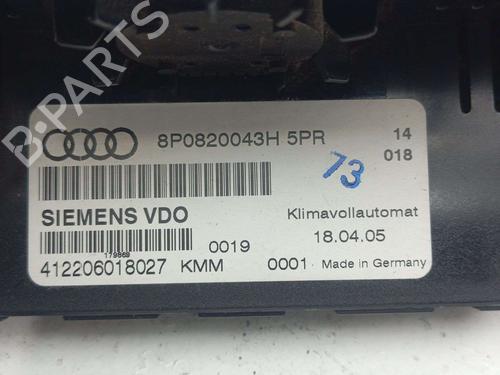 B-PARTS
8P0820043H 5PR
14
018
73
SIEMENS VDO
Klimavollautomat
179869
0019
18.04.05
412206018027 KMM
0001 Made in Germany